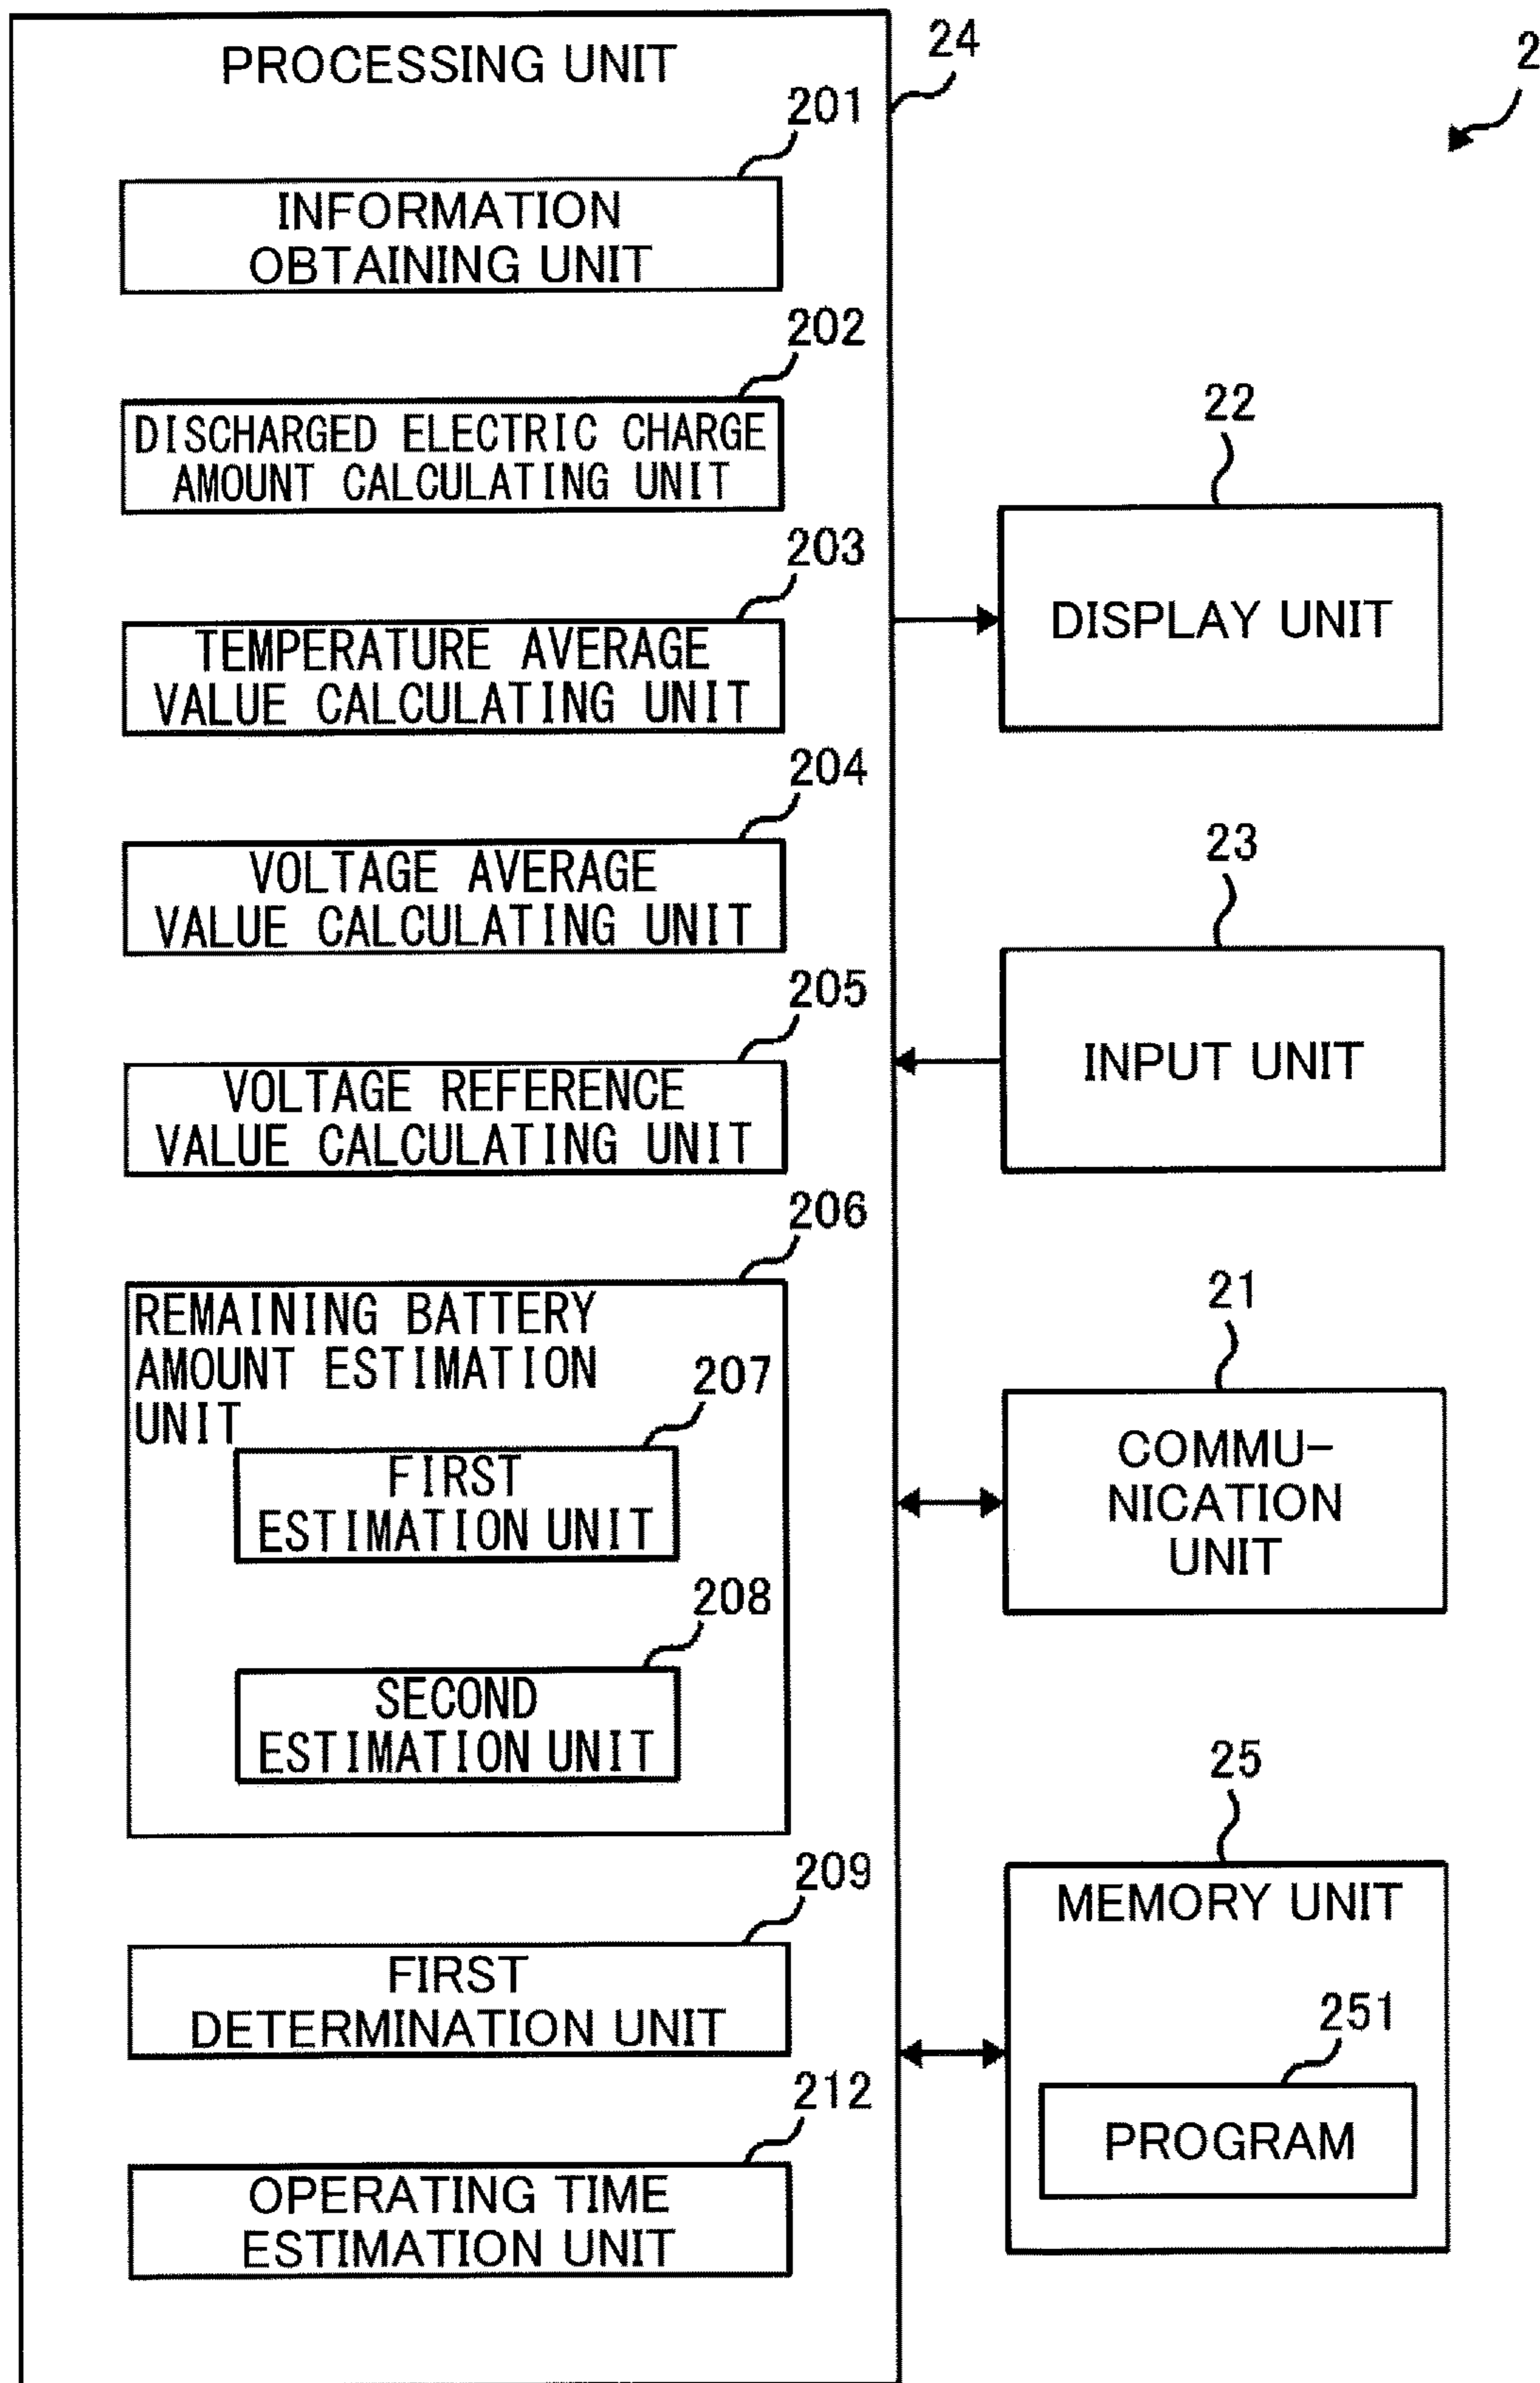 PROCESSING UNIT
24
2
201
INFORMATION
OBTAINING UNIT
202
DISCHARGED ELECTRIC CHARGE
AMOUNT CALCULATING UNIT
203
TEMPERATURE AVERAGE
VALUE CALCULATING UNIT
204
VOLTAGE AVERAGE
VALUE CALCULATING UNIT
205
VOLTAGE REFERENCE
VALUE CALCULATING UNIT
206
REMAINING BATTERY
AMOUNT ESTIMATION
UNIT
207
FIRST
ESTIMATION UNIT
208
SECOND
ESTIMATION UNIT
209
FIRST
DETERMINATION UNIT
212
OPERATING TIME
ESTIMATION UNIT
22
DISPLAY UNIT
23
INPUT UNIT
21
COMMU-
NICATION
UNIT
25
MEMORY UNIT
251
PROGRAM